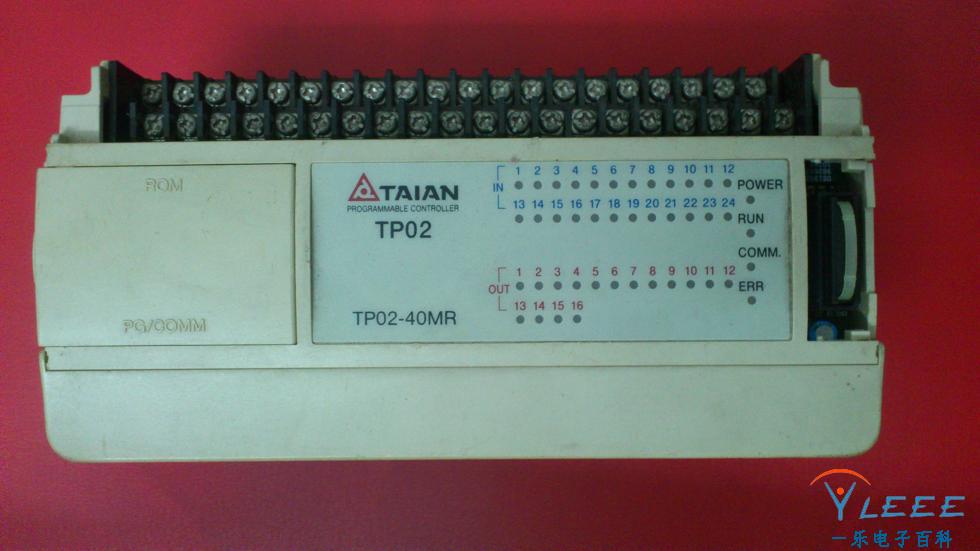 ROM
PG/COMM
TAIAN
PROGRAMMABLE CONTROLLER
TP02
TP02-40MR
IN
1 2 3 4 5 6 7 8 9 10 11 12
13 14 15 16 17 18 19 20 21 22 23 24
OUT
1 2 3 4 5 6 7 8 9 10 11 12
13 14 15 16
POWER
RUN
COMM.
ERR
YLEEE
一乐电子百科